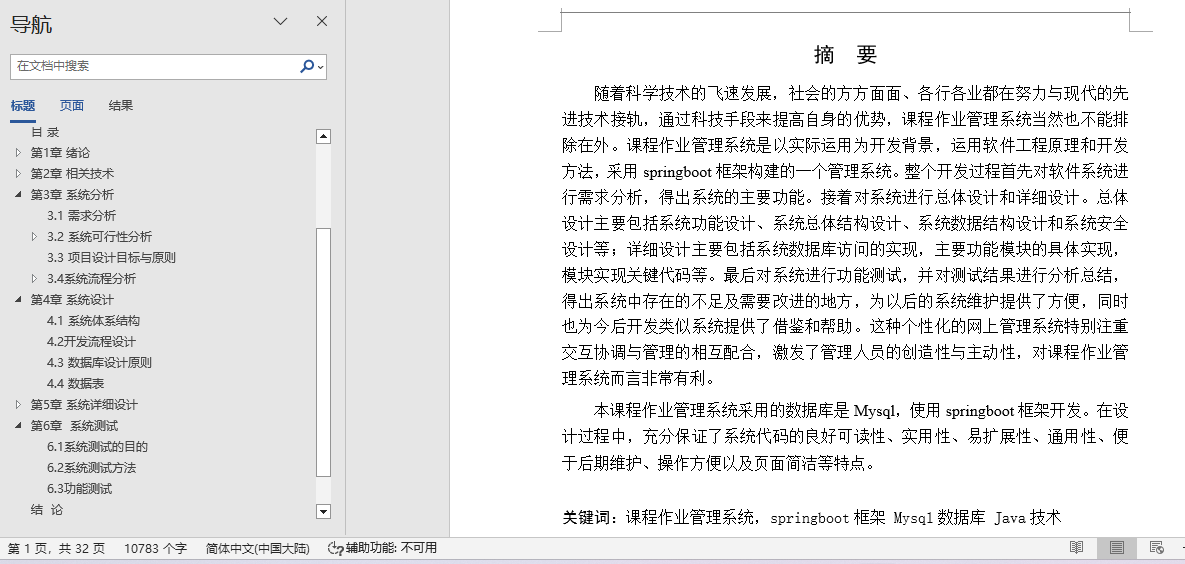 导航
在文档中搜索
标题 页面 结果
目 录
第1章 绪论
第2章 相关技术
第3章 系统分析
3.1 需求分析
3.2 系统可行性分析
3.3 项目设计目标与原则
3.4系统流程分析
第4章 系统设计
4.1 系统体系结构
4.2开发流程设计
4.3 数据库设计原则
4.4 数据表
第5章 系统详细设计
第6章 系统测试
6.1系统测试的目的
6.2系统测试方法
6.3功能测试
结 论
摘 要
随着科学技术的飞速发展，社会的方方面面、各行各业都在努力与现代的先
进技术接轨，通过科技手段来提高自身的优势，课程作业管理系统当然也不能排
除在外。课程作业管理系统是以实际运用为开发背景，运用软件工程原理和开发
方法，采用 springboot 框架构建的一个管理系统。整个开发过程首先对软件系统进
行需求分析，得出系统的主要功能。接着对系统进行总体设计和详细设计。总体
设计主要包括系统功能设计、系统总体结构设计、系统数据结构设计和系统安全
设计等；详细设计主要包括系统数据库访问的实现，主要功能模块的具体实现，
模块实现关键代码等。最后对系统进行功能测试，并对测试结果进行分析总结，
得出系统中存在的不足及需要改进的地方，为以后的系统维护提供了方便，同时
也为今后开发类似系统提供了借鉴和帮助。这种个性化的网上管理系统特别注重
交互协调与管理的相互配合，激发了管理人员的创造性与主动性，对课程作业管
理系统而言非常有利。
本课程作业管理系统采用的数据库是 Mysql，使用 springboot 框架开发。在设
计过程中，充分保证了系统代码的良好可读性、实用性、易扩展性、通用性、便
于后期维护、操作方便以及页面简洁等特点。
关键词：课程作业管理系统，springboot 框架 Mysql 数据库 Java 技术
第 1 页，共 32 页 10783 个字 简体中文(中国大陆) 辅助功能: 不可用